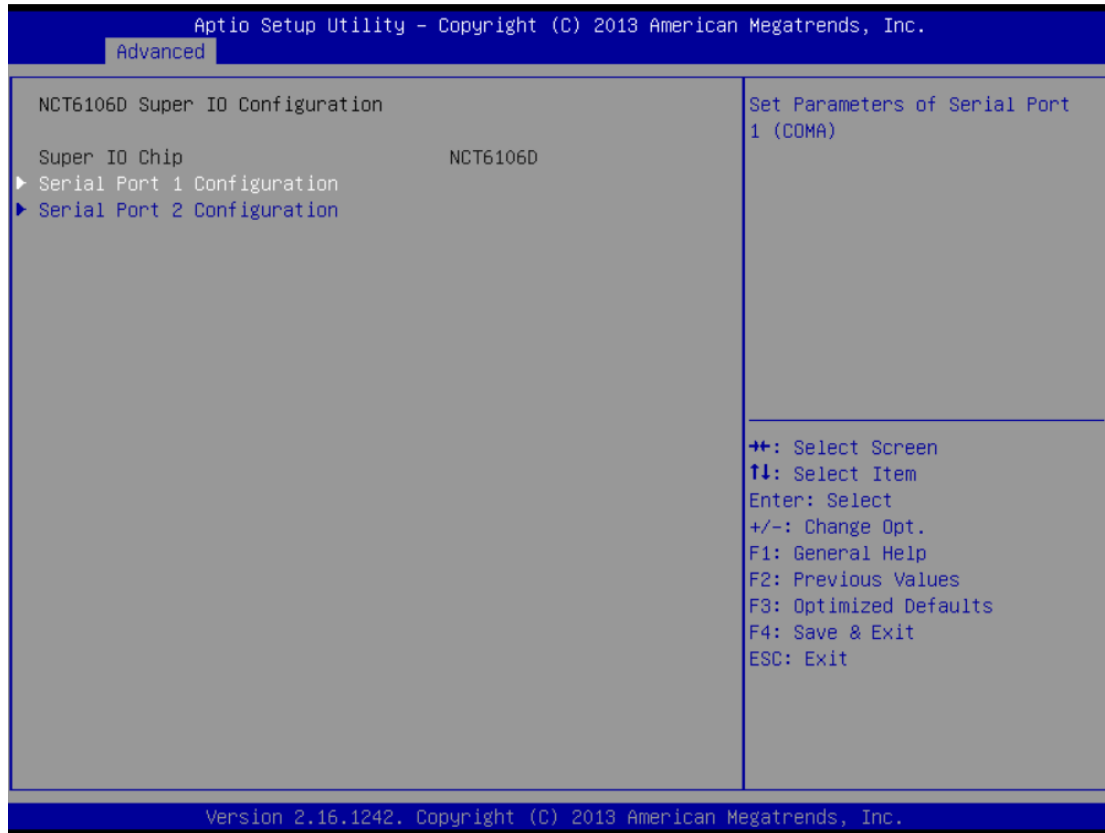 Aptio Setup Utility – Copyright (C) 2013 American Megatrends, Inc.
Advanced
NCT6106D Super IO Configuration
Super IO Chip NCT6106D
▶ Serial Port 1 Configuration
▶ Serial Port 2 Configuration
Set Parameters of Serial Port
1 (COMA)
→←: Select Screen
↑↓: Select Item
Enter: Select
+/-: Change Opt.
F1: General Help
F2: Previous Values
F3: Optimized Defaults
F4: Save & Exit
ESC: Exit
Version 2.16.1242. Copyright (C) 2013 American Megatrends, Inc.